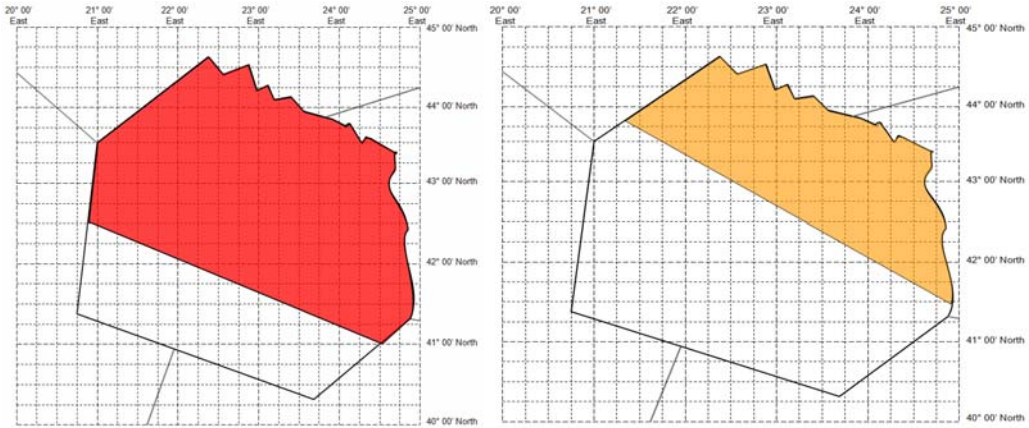 20° 00'
East
21° 00'
East
22° 00'
East
23° 00'
East
24° 00'
East
25° 00'
East
45° 00' North
44° 00' North
43° 00' North
42° 00' North
41° 00' North
40° 00' North
20° 00'
East
21° 00'
East
22° 00'
East
23° 00'
East
24° 00'
East
25° 00'
East
45° 00' North
44° 00' North
43° 00' North
42° 00' North
41° 00' North
40° 00' North